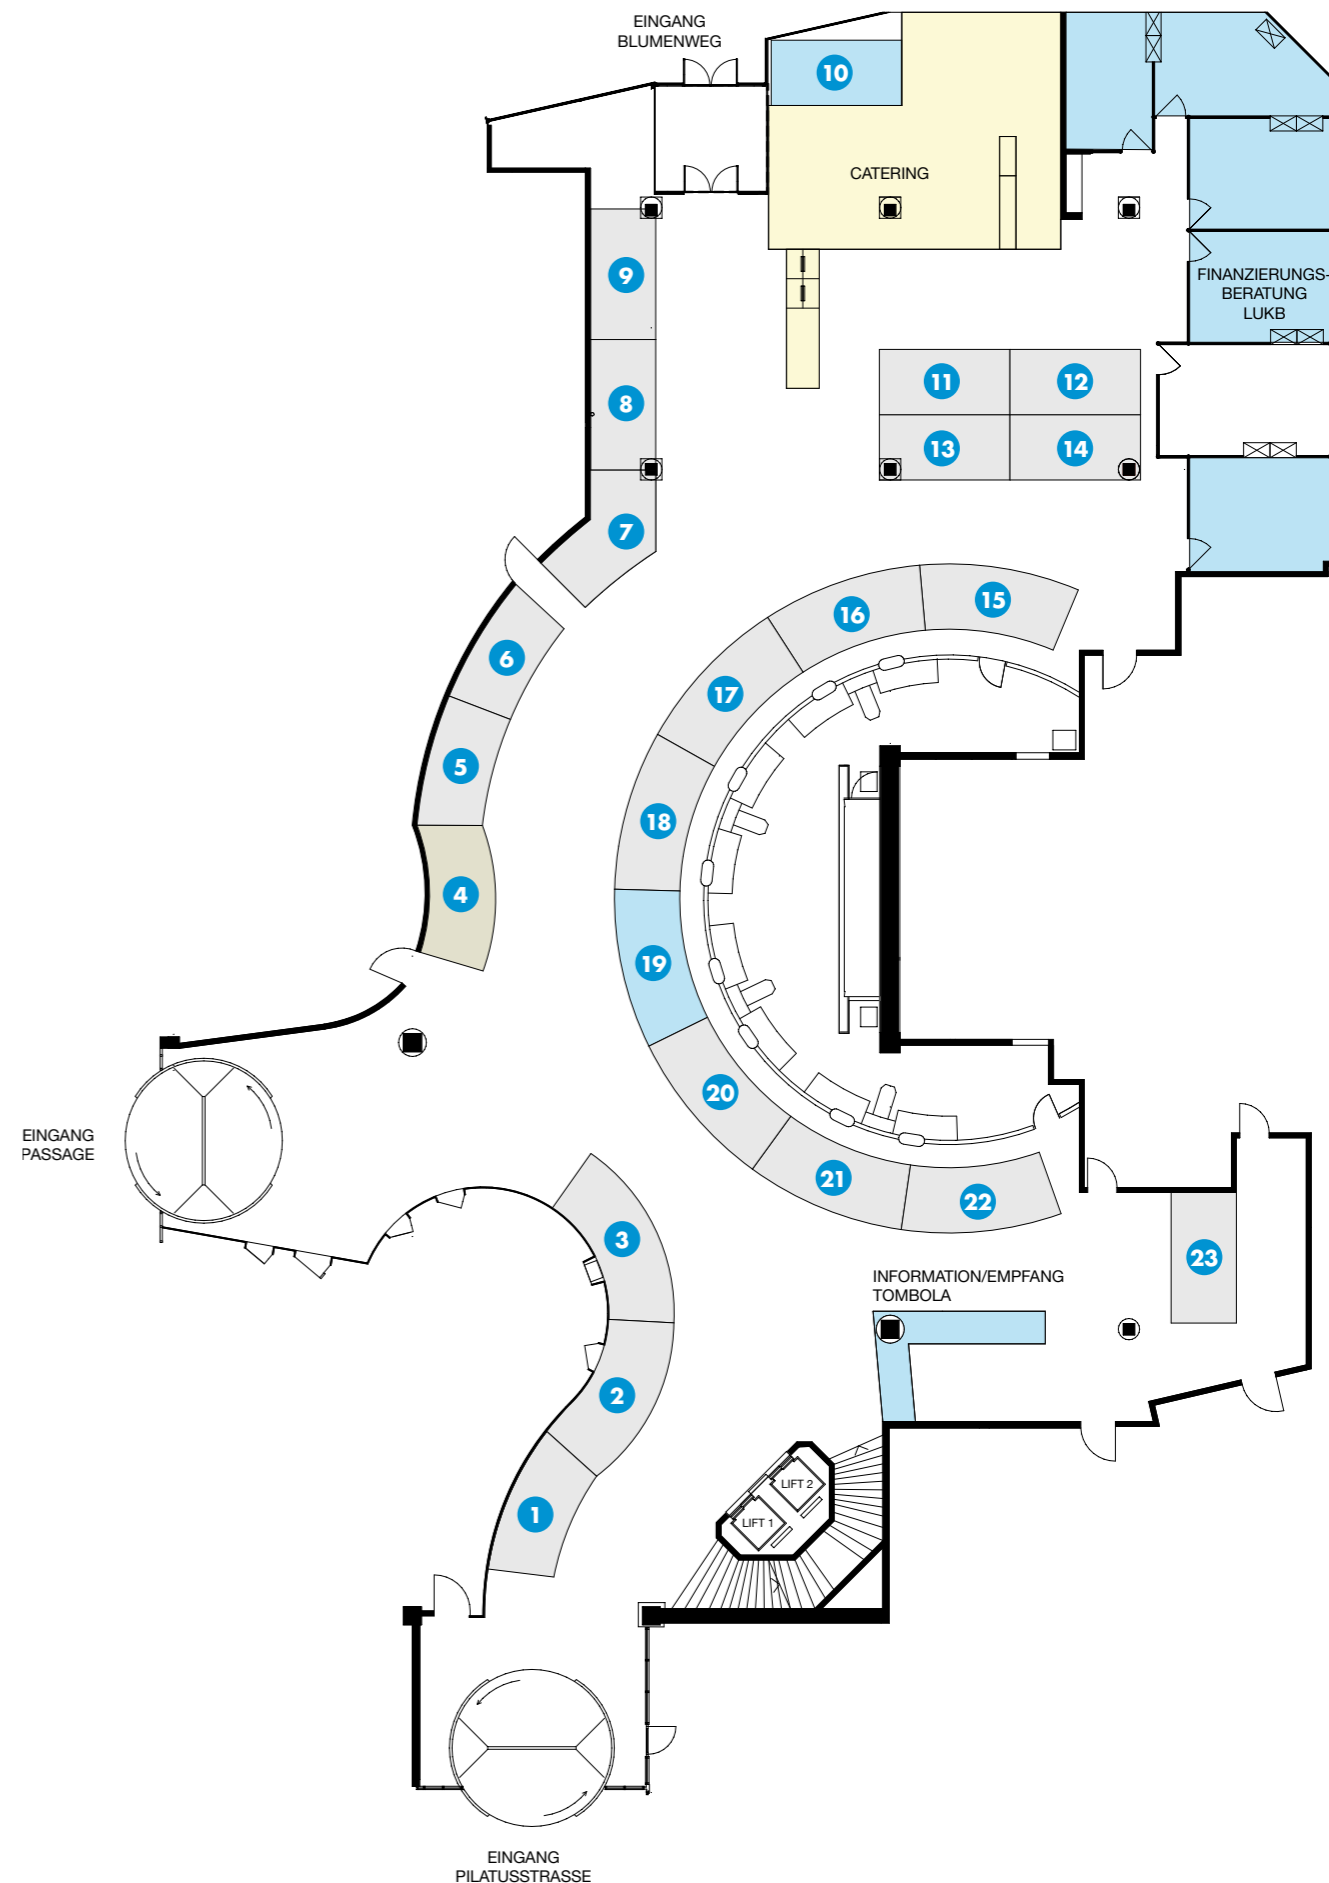 EINGANG
BLUMENWEG
10
CATERING
9
FINANZIERUNGS-
BERATUNG
LUKB
8
11
12
13
14
7
15
16
6
17
5
18
4
19
20
EINGANG
PASSAGE
21
22
3
23
INFORMATION/EMPFANG
TOMBOLA
2
1
LIFT 2
LIFT 1
EINGANG
PILATUSSTRASSE